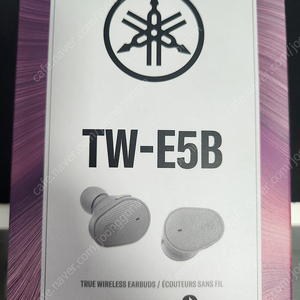 TW-E5B
TRUE WIRELESS EARBUDS / ÉCOUTEURS SANS FIL